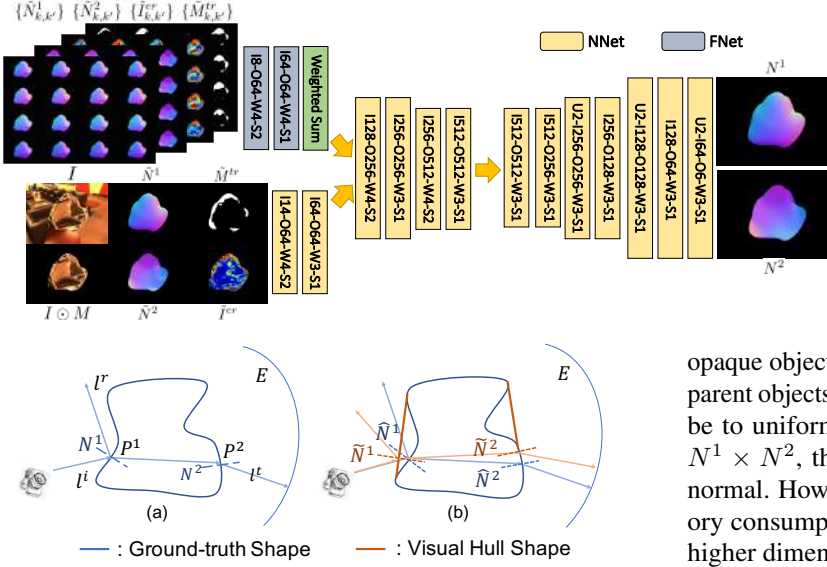 {Ñ¹ₖ,ₖ′} {Ñ²ₖ,ₖ′} {Ĩᵉʳₖ,ₖ′} {M̃ᵗʳₖ,ₖ′}
I8-O64-W4-S2
I64-O64-W4-S1
Weighted Sum
NNet
FNet
I Ñ¹ M̃ᵗʳ
I ⊙ M Ñ² Ĩᵉʳ
I14-O64-W4-S2
I64-O64-W3-S1
I128-O256-W4-S2
I256-O256-W3-S1
I256-O512-W4-S2
I512-O512-W3-S1
I512-O512-W3-S1
I512-O256-W3-S1
U2-I256-O256-W3-S1
I256-O128-W3-S1
U2-I128-O128-W3-S1
I128-O64-W3-S1
U2-I64-O6-W3-S1
N¹
N²
lʳ
E
N¹
P¹
P²
N²
lⁱ
lᵗ
(a)
E
N̂¹
Ñ¹
Ñ²
N̂²
(b)
: Ground-truth Shape
: Visual Hull Shape
opaque object
parent objects
be to uniform
N¹ × N², th
normal. How
ory consump
higher dimen